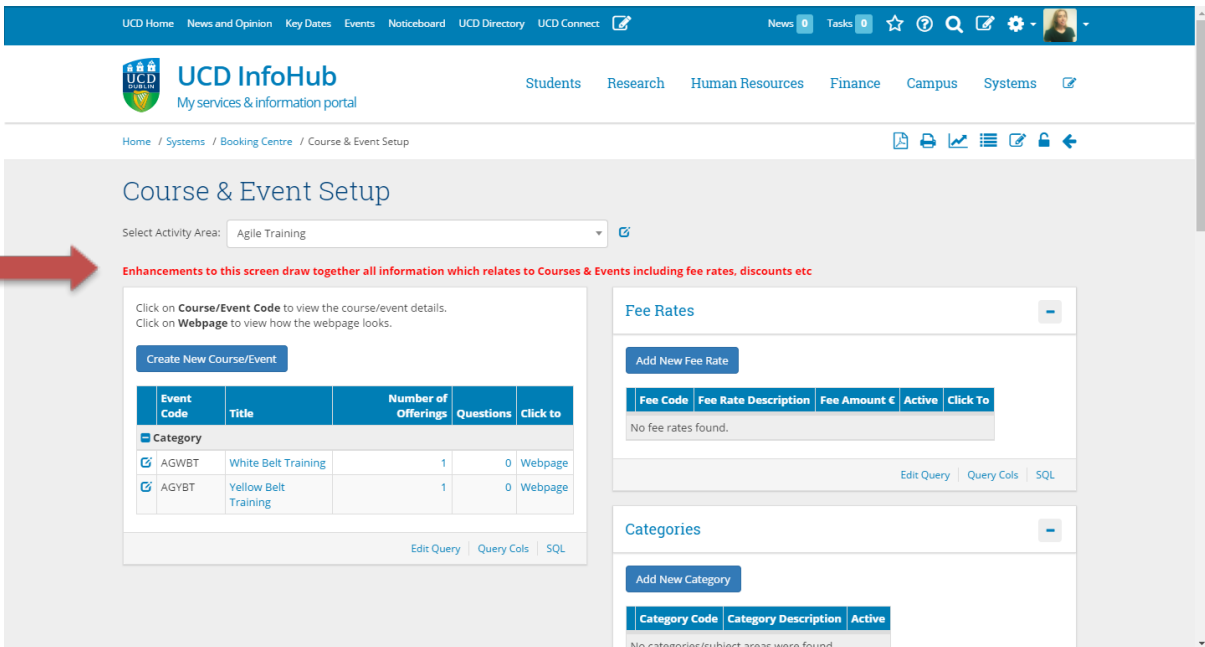 UCD Home News and Opinion Key Dates Events Noticeboard UCD Directory UCD Connect News 0 Tasks 0
UCD
DUBLIN
UCD InfoHub
My services & information portal
Students Research Human Resources Finance Campus Systems
Home / Systems / Booking Centre / Course & Event Setup
Course & Event Setup
Select Activity Area: Agile Training
Enhancements to this screen draw together all information which relates to Courses & Events including fee rates, discounts etc
Click on Course/Event Code to view the course/event details.
Click on Webpage to view how the webpage looks.
Create New Course/Event
Event Code Title Number of Offerings Questions Click to
Category
AGWBT White Belt Training 1 0 Webpage
AGYBT Yellow Belt Training 1 0 Webpage
Edit Query Query Cols SQL
Fee Rates
Add New Fee Rate
Fee Code Fee Rate Description Fee Amount € Active Click To
No fee rates found.
Edit Query Query Cols SQL
Categories
Add New Category
Category Code Category Description Active
No categories/subject areas were found